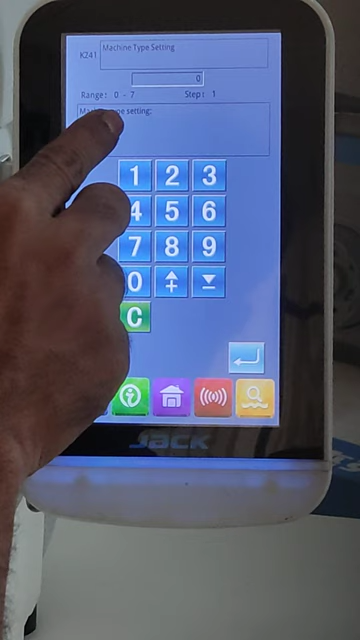 K241
Machine Type Setting
0
Range: 0 - 7 Step: 1
setting:
1 2 3
4 5 6
7 8 9
0
C
JACK